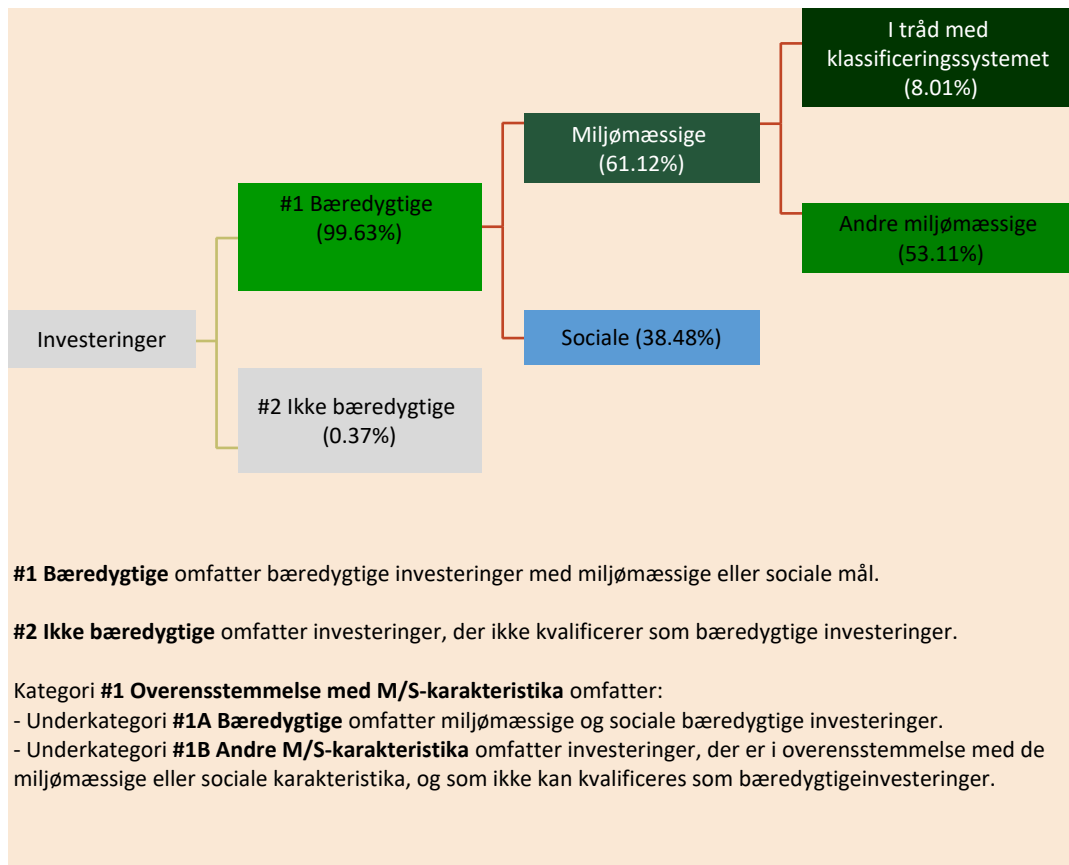 I tråd med
klassificeringssystemet
(8.01%)
Miljømæssige
(61.12%)
#1 Bæredygtige
(99.63%)
Andre miljømæssige
(53.11%)
Investeringer
Sociale (38.48%)
#2 Ikke bæredygtige
(0.37%)
#1 Bæredygtige omfatter bæredygtige investeringer med miljømæssige eller sociale mål.
#2 Ikke bæredygtige omfatter investeringer, der ikke kvalificerer som bæredygtige investeringer.
Kategori #1 Overensstemmelse med M/S-karakteristika omfatter:
- Underkategori #1A Bæredygtige omfatter miljømæssige og sociale bæredygtige investeringer.
- Underkategori #1B Andre M/S-karakteristika omfatter investeringer, der er i overensstemmelse med de
miljømæssige eller sociale karakteristika, og som ikke kan kvalificeres som bæredygtigeinvesteringer.